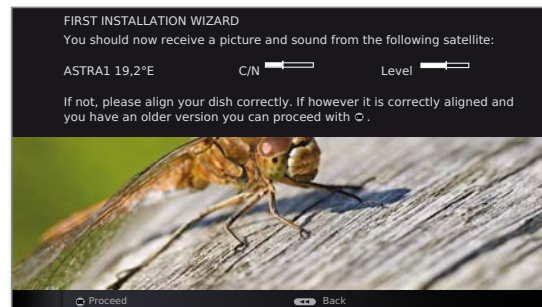 FIRST INSTALLATION WIZARD
You should now receive a picture and sound from the following satellite:
ASTRA1 19,2°E C/N Level
If not, please align your dish correctly. If however it is correctly aligned and
you have an older version you can proceed with .
Proceed Back